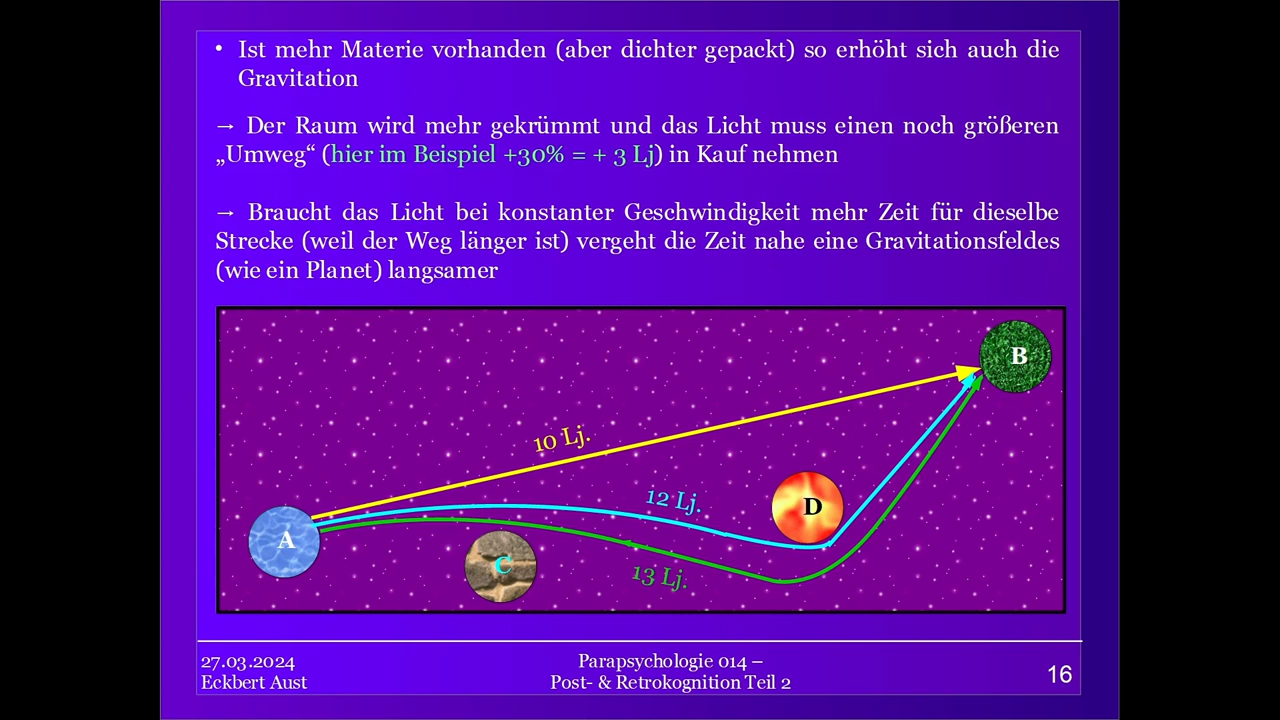 • Ist mehr Materie vorhanden (aber dichter gepackt) so erhöht sich auch die
Gravitation
→ Der Raum wird mehr gekrümmt und das Licht muss einen noch größeren
„Umweg“ (hier im Beispiel +30% = + 3 Lj) in Kauf nehmen
→ Braucht das Licht bei konstanter Geschwindigkeit mehr Zeit für dieselbe
Strecke (weil der Weg länger ist) vergeht die Zeit nahe eine Gravitationsfeldes
(wie ein Planet) langsamer
B
10 Lj.
12 Lj.
D
A
C
13 Lj.
27.03.2024
Eckbert Aust
Parapsychologie 014 –
Post- & Retrokognition Teil 2
16